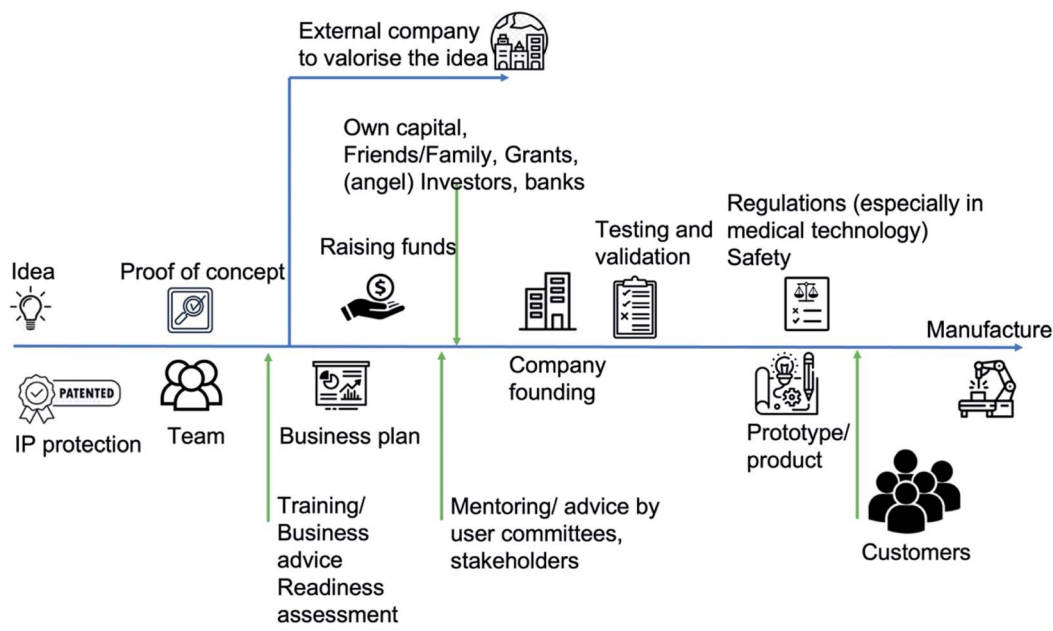 External company
to valorise the idea
Own capital,
Friends/Family, Grants,
(angel) Investors, banks
Idea
Proof of concept
Raising funds
Testing and
validation
Regulations (especially in
medical technology)
Safety
Manufacture
PATENTED
IP protection
Team
Business plan
Company
founding
Prototype/
product
Training/
Business
advice
Readiness
assessment
Mentoring/ advice by
user committees,
stakeholders
Customers